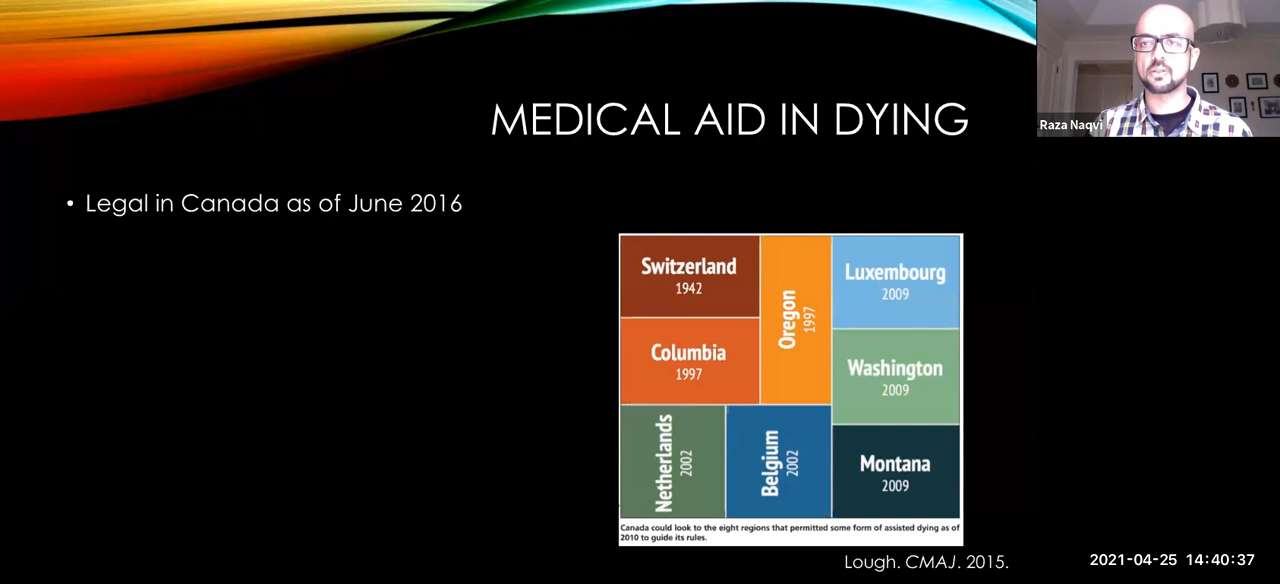 MEDICAL AID IN DYING
Raza Naqvi
• Legal in Canada as of June 2016
Switzerland
1942
Oregon
1997
Luxembourg
2009
Columbia
1997
Washington
2009
Netherlands
2002
Belgium
2002
Montana
2009
Canada could look to the eight regions that permitted some form of assisted dying as of
2010 to guide its rules.
Lough. CMAJ. 2015.
2021-04-25 14:40:37